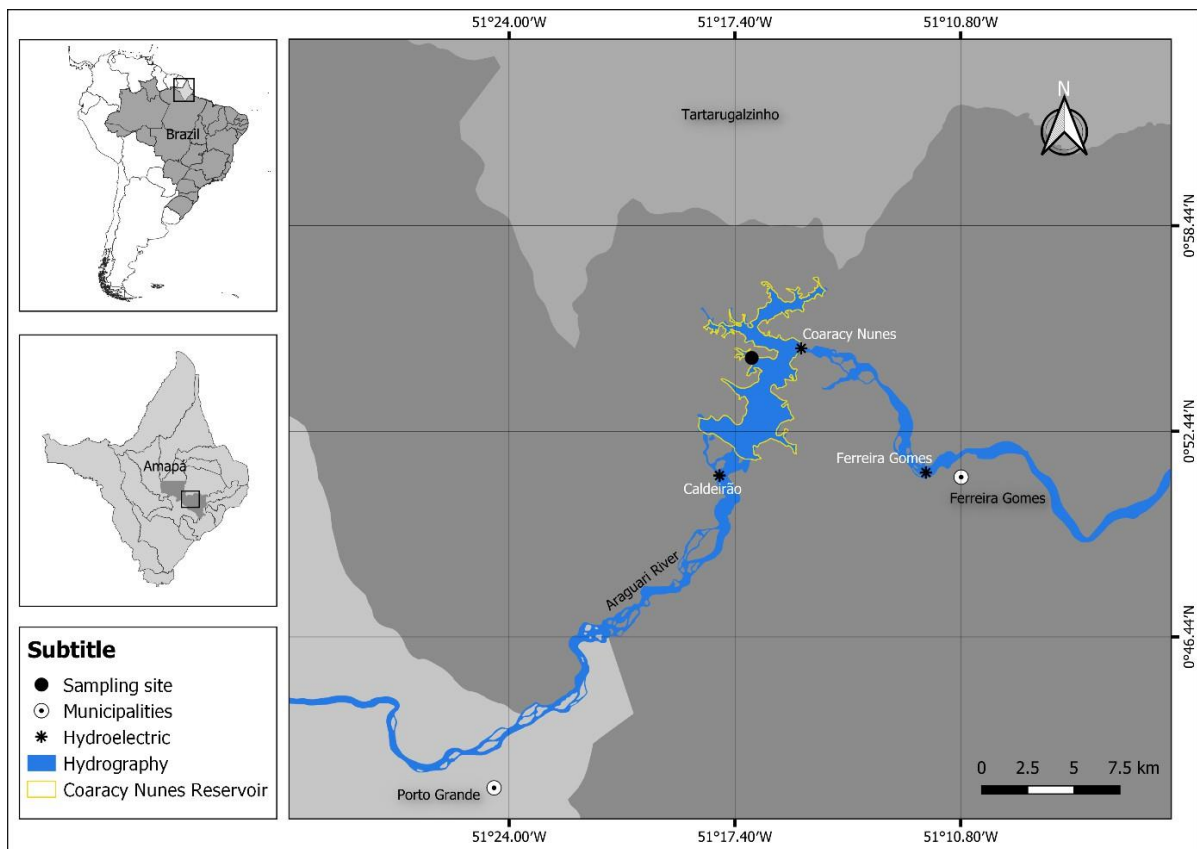 51°24.00′W 51°17.40′W 51°10.80′W
Brazil
Tartarugalzinho
N
0°58.44′N
Coaracy Nunes
Amapá
0°52.44′N
Ferreira Gomes
Caldeirão
Ferreira Gomes
Araguari River
0°46.44′N
Subtitle
Sampling site
Municipalities
Hydroelectric
Hydrography
Coaracy Nunes Reservoir
Porto Grande
0 2.5 5 7.5 km
51°24.00′W 51°17.40′W 51°10.80′W